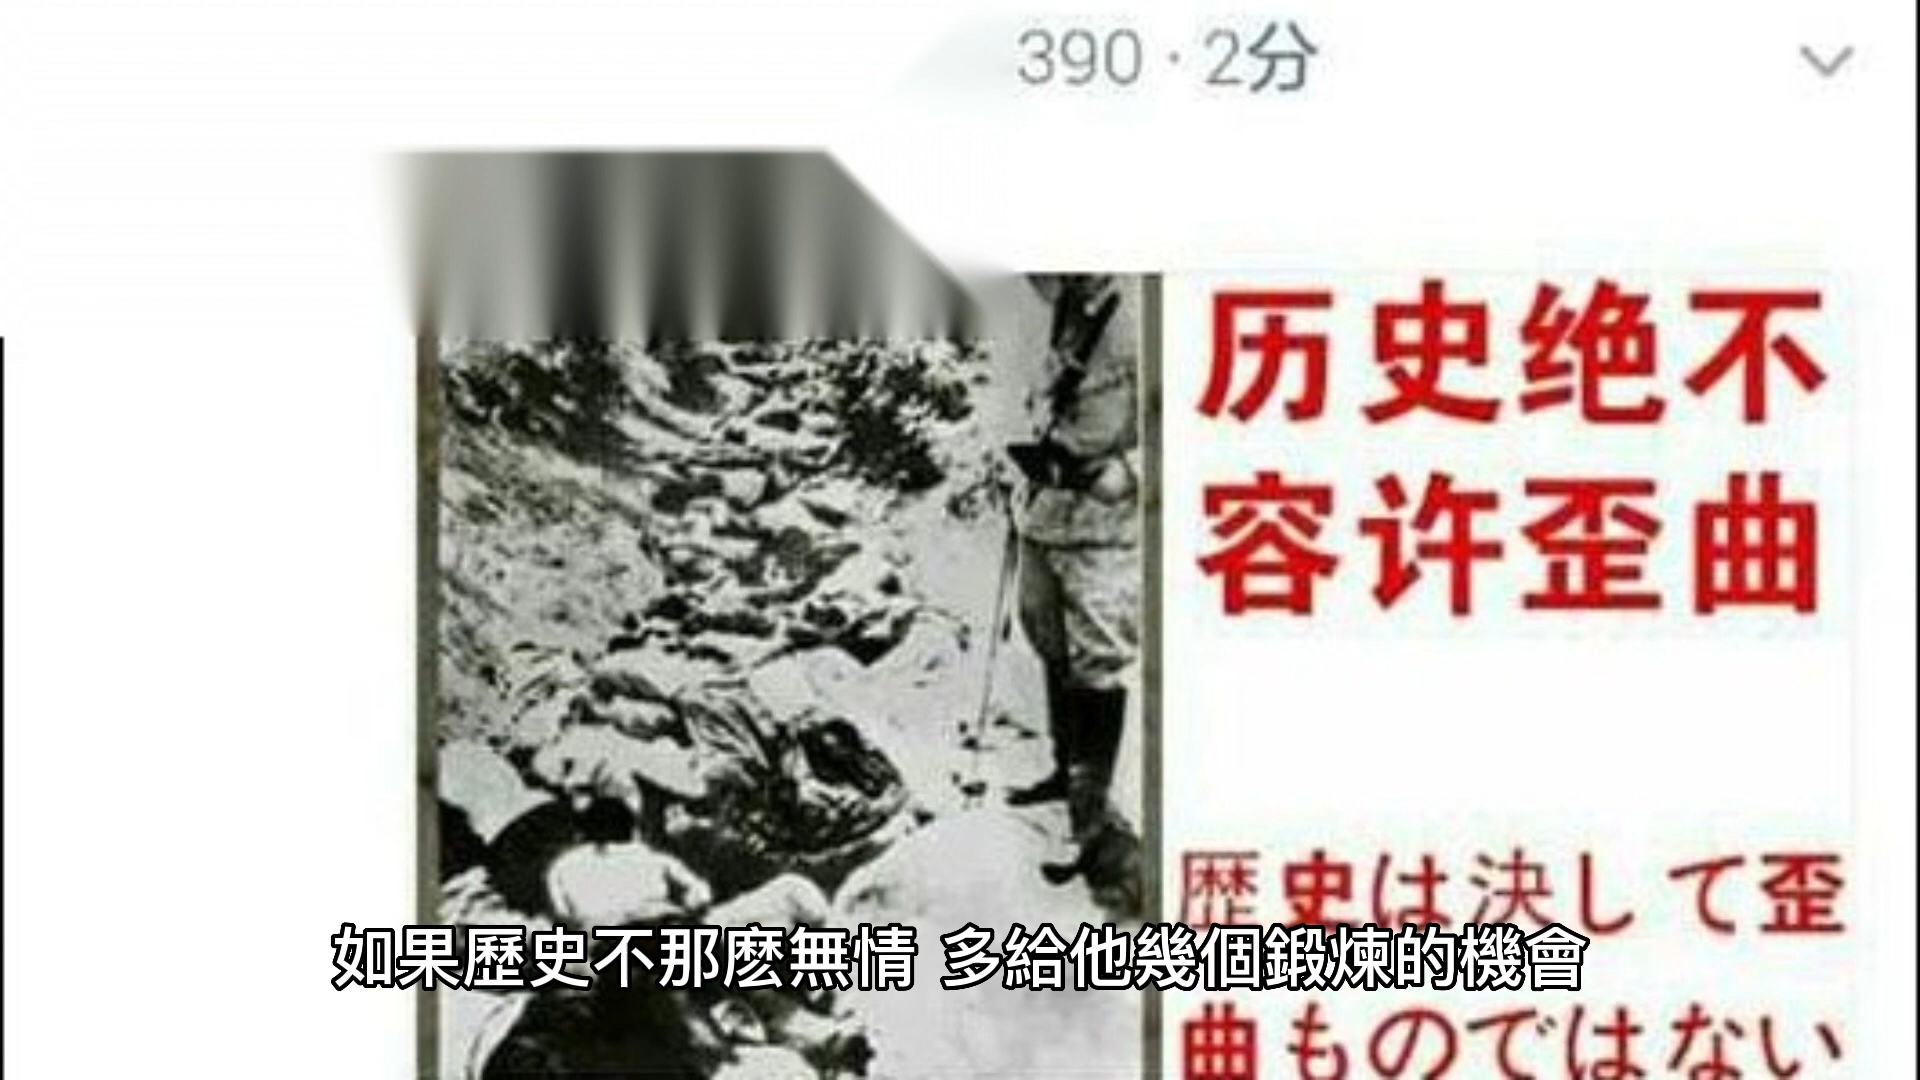 390 · 2分
历史绝不
容许歪曲
歴史は決して歪
曲ものではない
如果歷史不那麽無情 多給他幾個鍛煉的機會